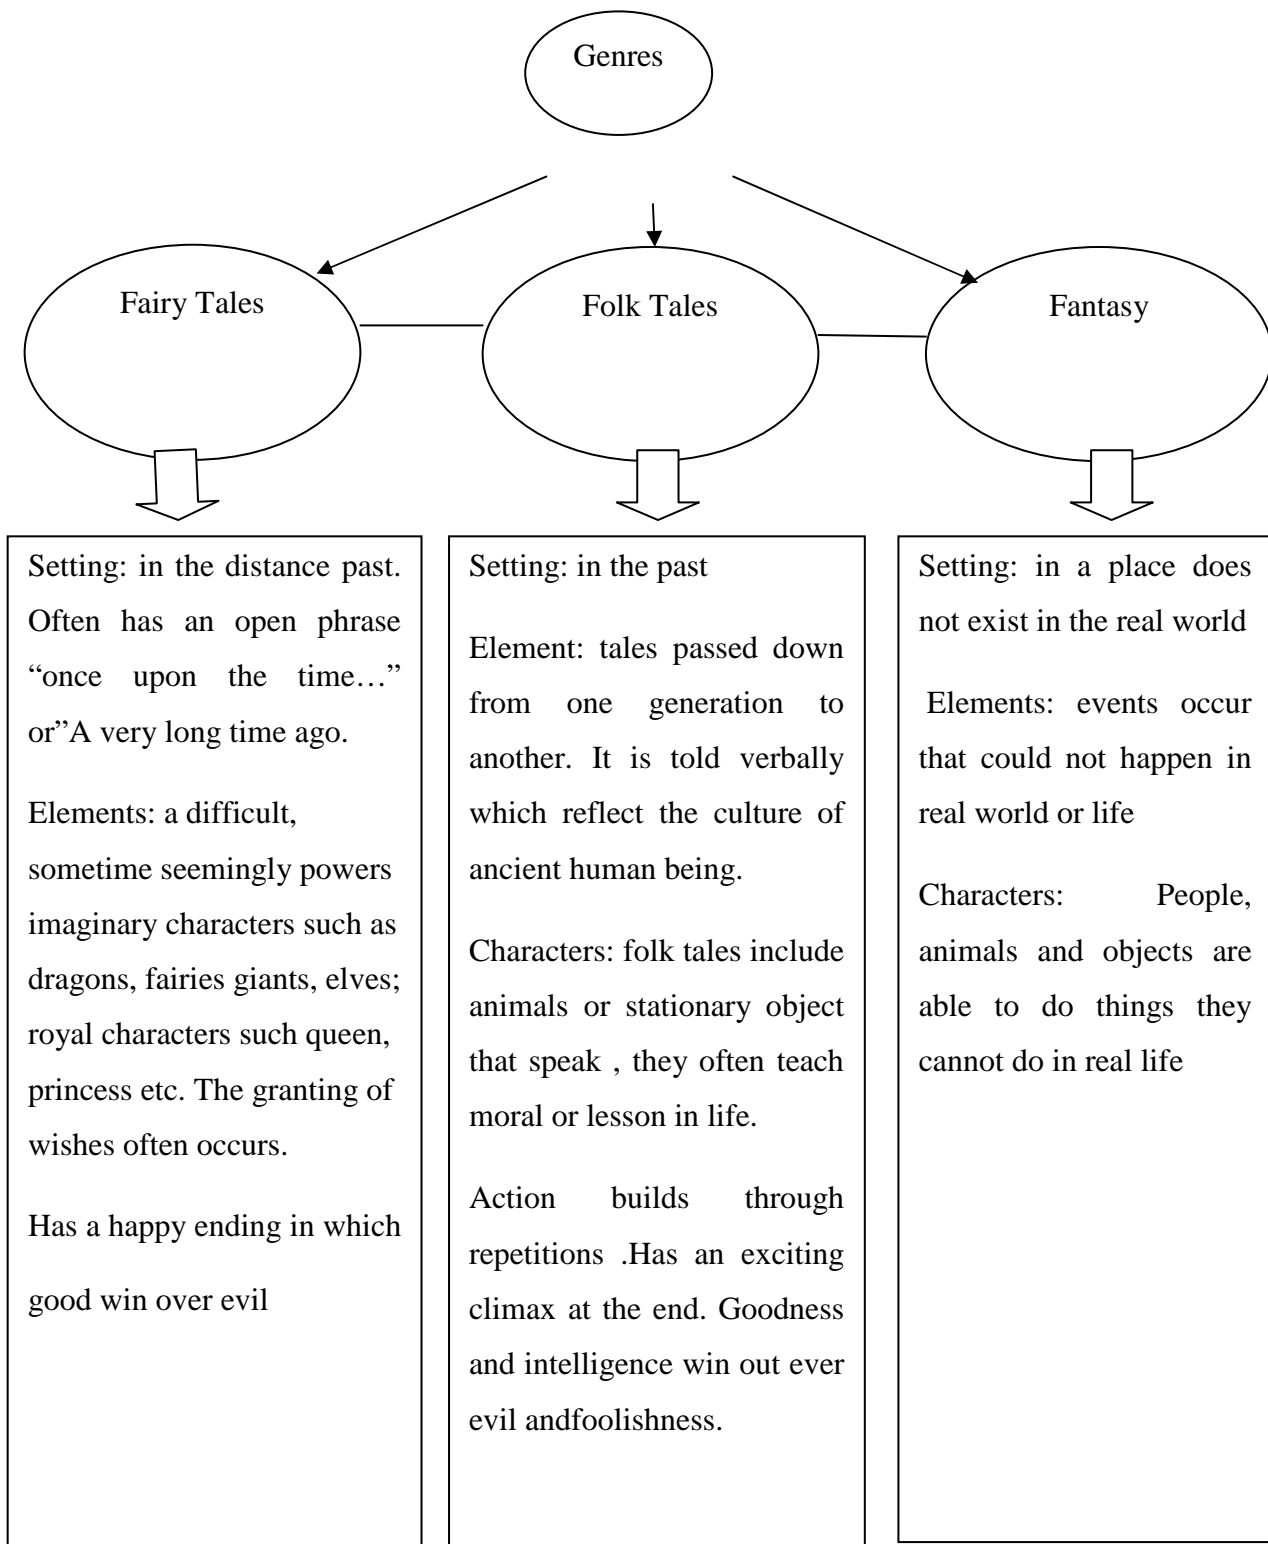 Genres
Fairy Tales
Folk Tales
Fantasy
Setting: in the distance past.
Often has an open phrase
“once upon the time…”
or”A very long time ago.
Elements: a difficult,
sometime seemingly powers
imaginary characters such as
dragons, fairies giants, elves;
royal characters such queen,
princess etc. The granting of
wishes often occurs.
Has a happy ending in which
good win over evil
Setting: in the past
Element: tales passed down
from one generation to
another. It is told verbally
which reflect the culture of
ancient human being.
Characters: folk tales include
animals or stationary object
that speak , they often teach
moral or lesson in life.
Action builds through
repetitions .Has an exciting
climax at the end. Goodness
and intelligence win out ever
evil andfoolishness.
Setting: in a place does
not exist in the real world
Elements: events occur
that could not happen in
real world or life
Characters: People,
animals and objects are
able to do things they
cannot do in real life